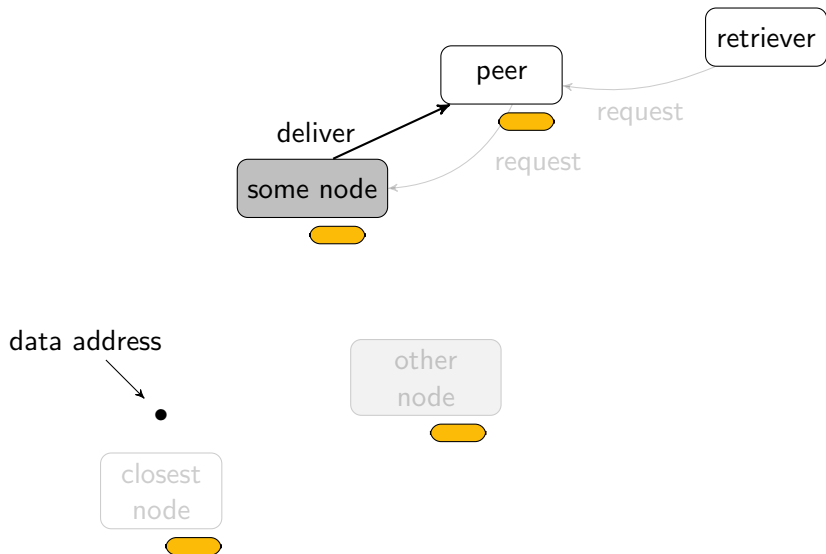 retriever
peer
request
deliver
request
some node
data address
other
node
closest
node